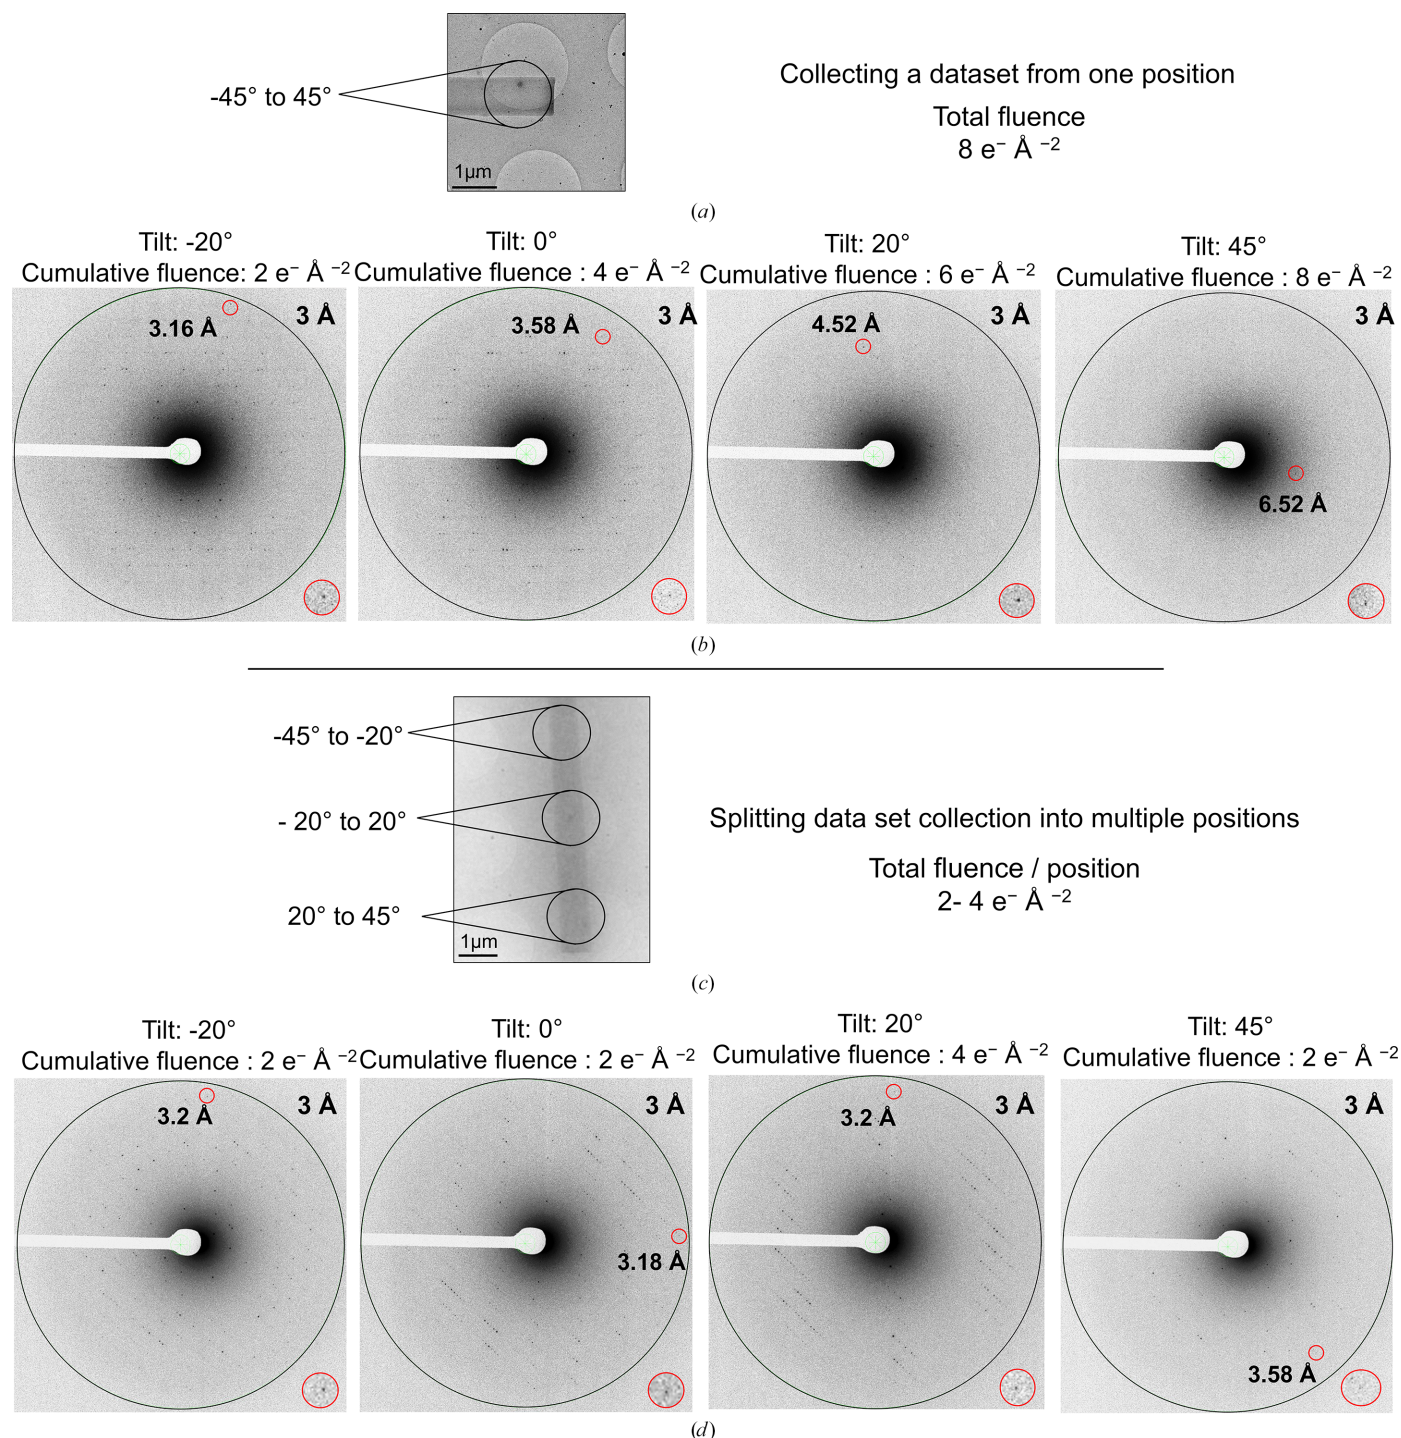 -45° to 45°
Collecting a dataset from one position
Total fluence
8 e⁻ Å ⁻²
1µm
(a)
Tilt: -20°
Cumulative fluence: 2 e⁻ Å ⁻²
3 Å
3.16 Å
Tilt: 0°
Cumulative fluence : 4 e⁻ Å ⁻²
3 Å
3.58 Å
Tilt: 20°
Cumulative fluence : 6 e⁻ Å ⁻²
3 Å
4.52 Å
Tilt: 45°
Cumulative fluence : 8 e⁻ Å ⁻²
3 Å
6.52 Å
(b)
-45° to -20°
- 20° to 20°
20° to 45°
1µm
Splitting data set collection into multiple positions
Total fluence / position
2- 4 e⁻ Å ⁻²
(c)
Tilt: -20°
Cumulative fluence : 2 e⁻ Å ⁻²
3 Å
3.2 Å
Tilt: 0°
Cumulative fluence : 2 e⁻ Å ⁻²
3 Å
3.18 Å
Tilt: 20°
Cumulative fluence : 4 e⁻ Å ⁻²
3 Å
3.2 Å
Tilt: 45°
Cumulative fluence : 2 e⁻ Å ⁻²
3 Å
3.58 Å
(d)